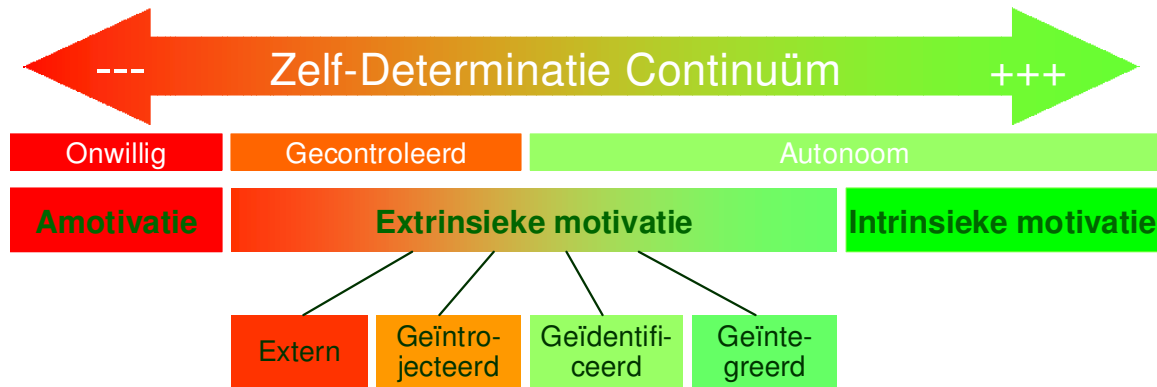 --- Zelf-Determinatie Continuüm +++
Onwillig Gecontroleerd Autonoom
Amotivatie Extrinsieke motivatie Intrinsieke motivatie
Extern
Geïntro-
jecteerd
Geïdentifi-
ceerd
Geïnte-
greerd